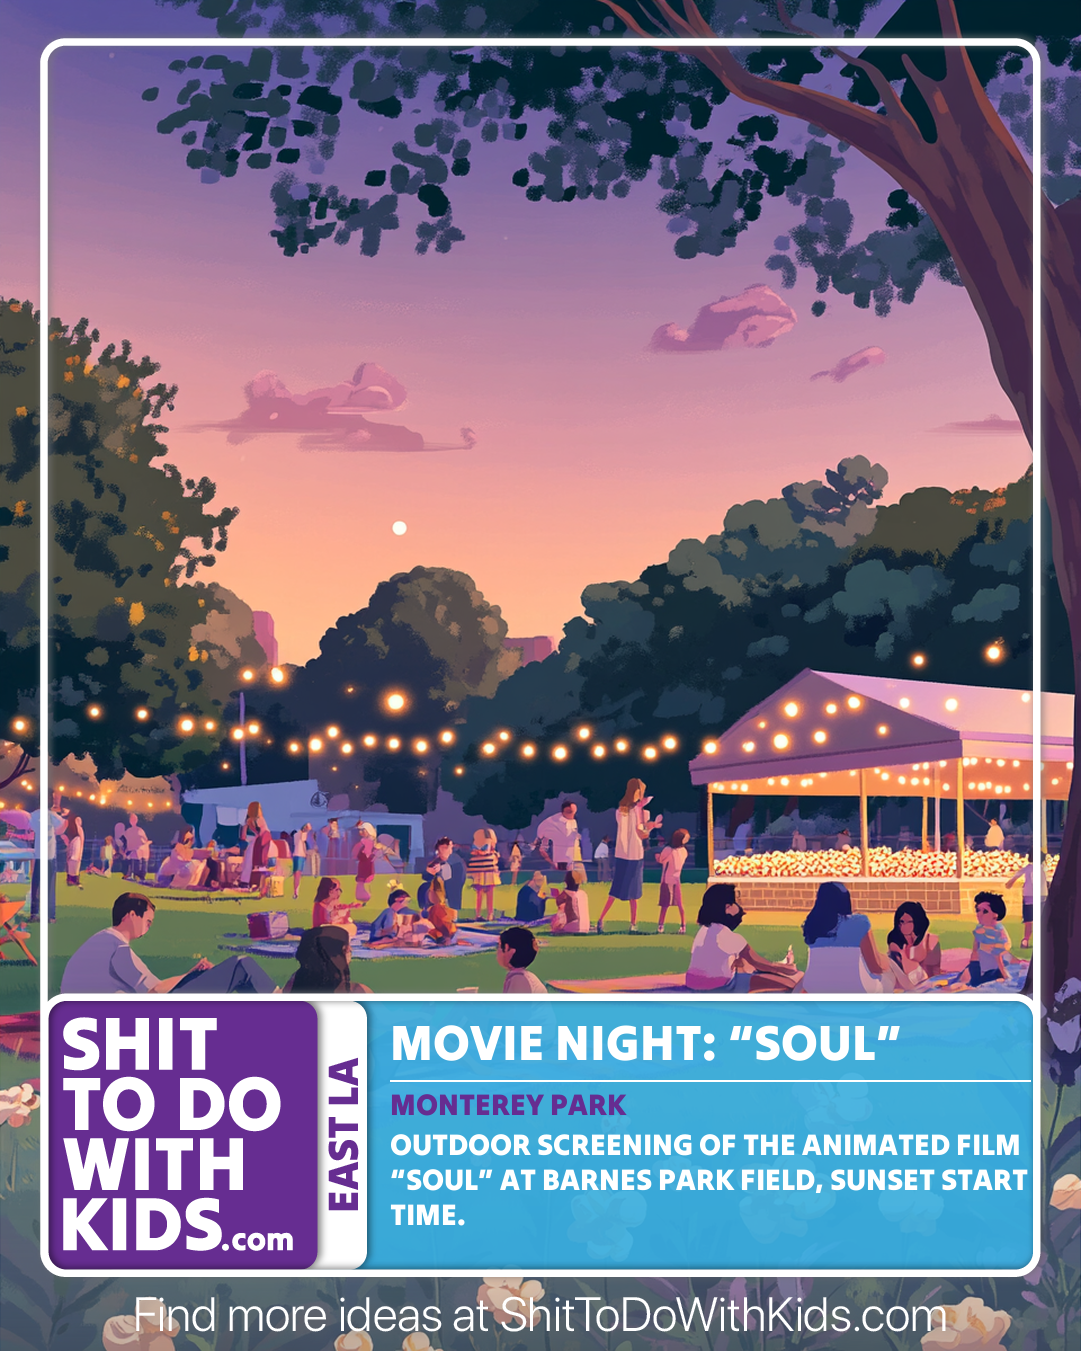 SHIT
TO DO
WITH
KIDS.com
EAST LA
MOVIE NIGHT: “SOUL”
MONTEREY PARK
OUTDOOR SCREENING OF THE ANIMATED FILM
“SOUL” AT BARNES PARK FIELD, SUNSET START
TIME.
Find more ideas at ShitToDoWithKids.com